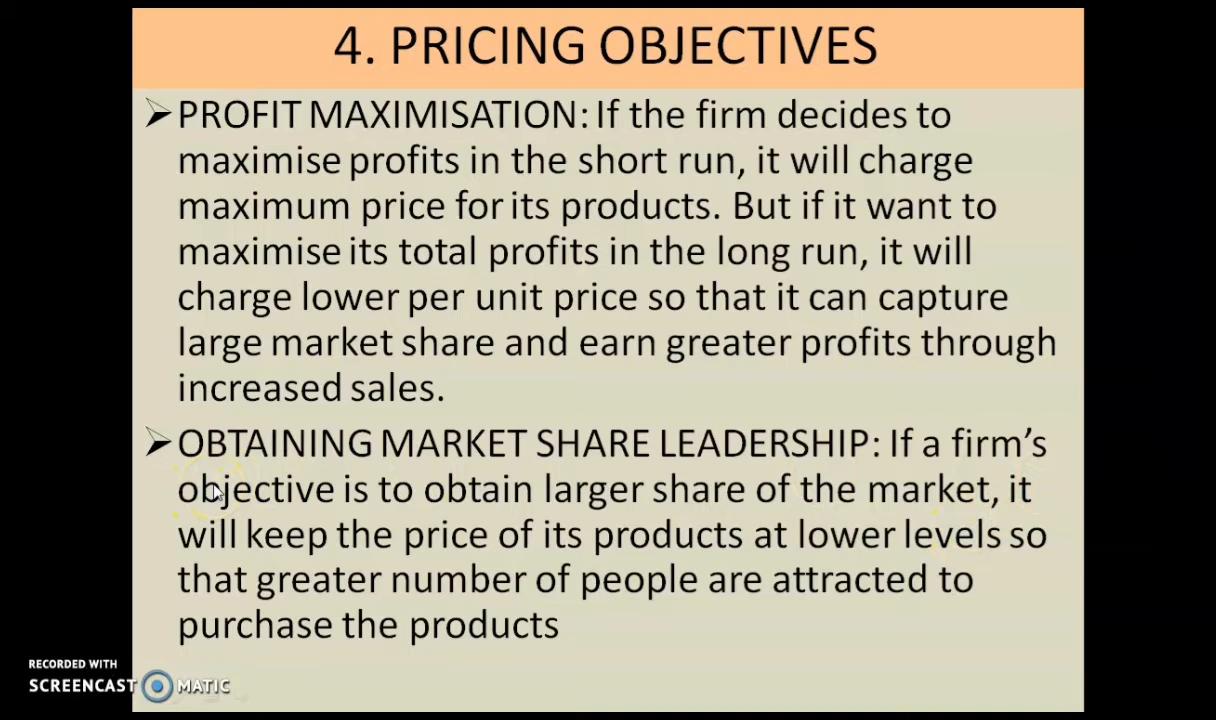 4. PRICING OBJECTIVES
➢PROFIT MAXIMISATION: If the firm decides to
maximise profits in the short run, it will charge
maximum price for its products. But if it want to
maximise its total profits in the long run, it will
charge lower per unit price so that it can capture
large market share and earn greater profits through
increased sales.
➢OBTAINING MARKET SHARE LEADERSHIP: If a firm’s
objective is to obtain larger share of the market, it
will keep the price of its products at lower levels so
that greater number of people are attracted to
purchase the products
RECORDED WITH
SCREENCAST MATIC